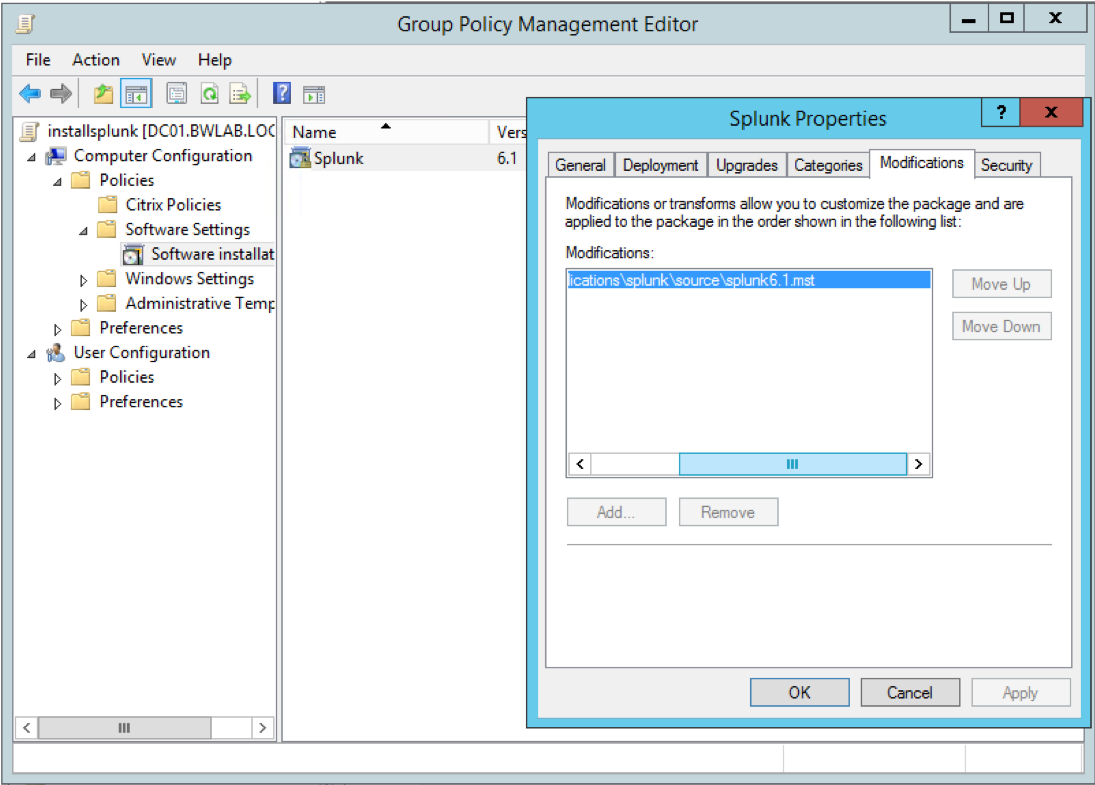 Group Policy Management Editor
File Action View Help
installsplunk [DC01.BWLAB.LOC
Computer Configuration
Policies
Citrix Policies
Software Settings
Software installat
Windows Settings
Administrative Temp
Preferences
User Configuration
Policies
Preferences
Name Vers
Splunk 6.1
Splunk Properties
General Deployment Upgrades Categories Modifications Security
Modifications or transforms allow you to customize the package and are
applied to the package in the order shown in the following list:
Modifications:
lications\splunk\source\splunk6.1.mst
Move Up
Move Down
Add... Remove
OK Cancel Apply